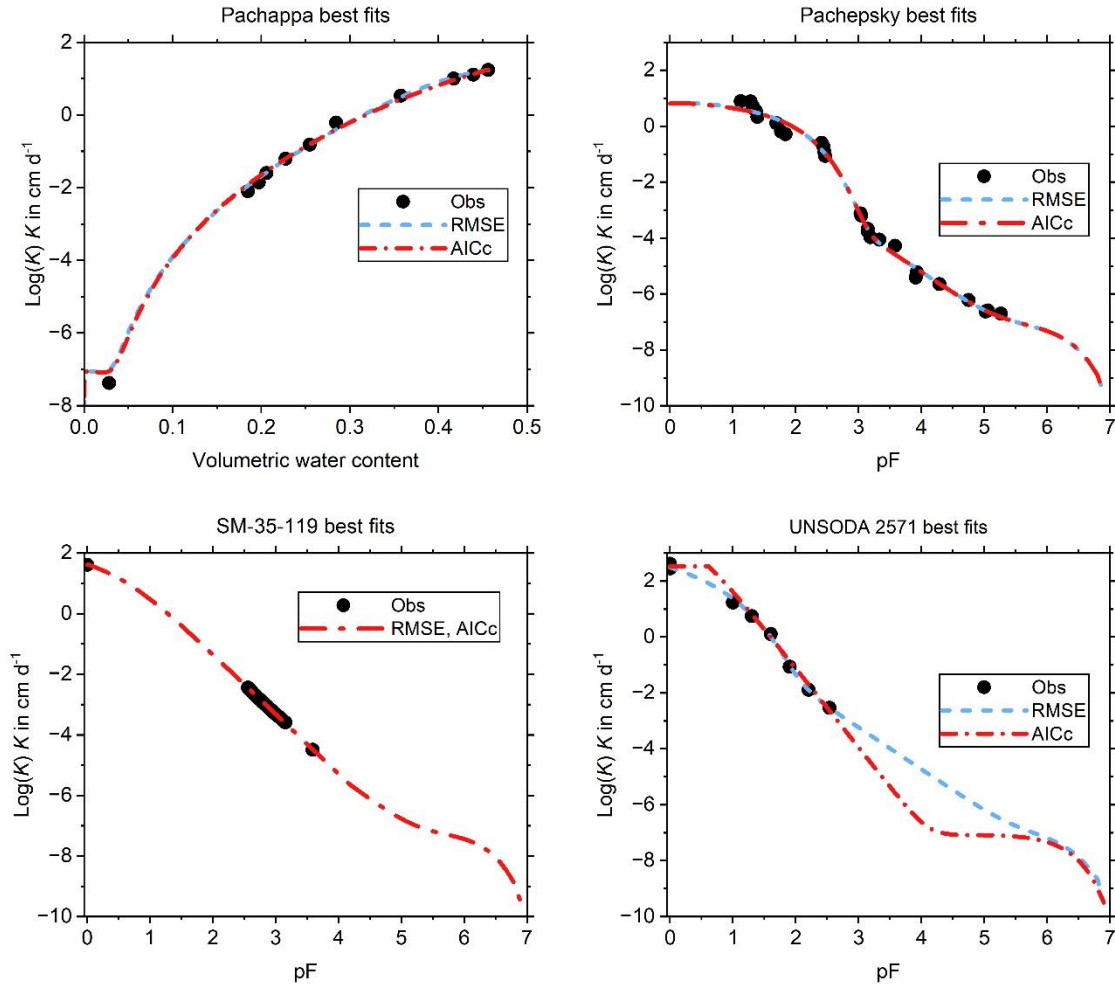 Pachappa best fits
Log(K) K in cm d-1
2
0
−2
−4
−6
−8
Obs
RMSE
AICc
0.0 0.1 0.2 0.3 0.4 0.5
Volumetric water content
Pachepsky best fits
Log(K) K in cm d-1
2
0
−2
−4
−6
−8
−10
Obs
RMSE
AICc
0 1 2 3 4 5 6 7
pF
SM-35-119 best fits
Log(K) K in cm d-1
2
0
−2
−4
−6
−8
−10
Obs
RMSE, AICc
0 1 2 3 4 5 6 7
pF
UNSODA 2571 best fits
Log(K) K in cm d-1
2
0
−2
−4
−6
−8
−10
Obs
RMSE
AICc
0 1 2 3 4 5 6 7
pF